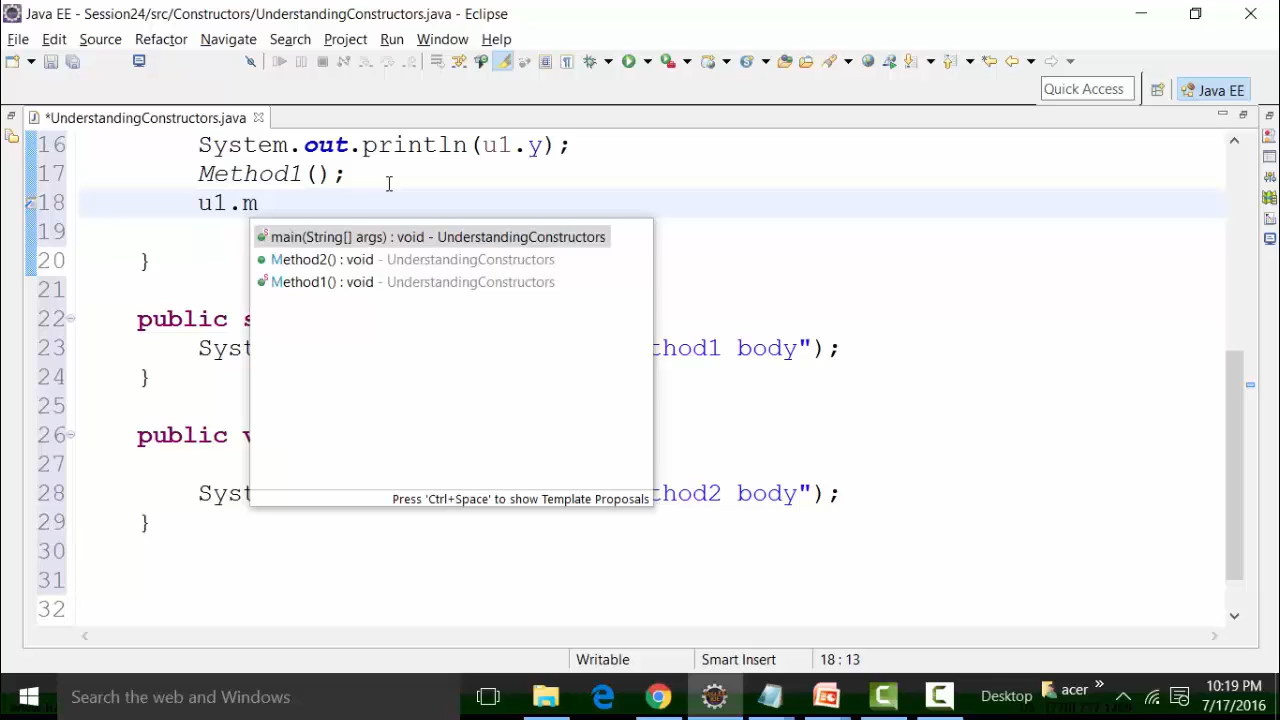 Java EE - Session24/src/Constructors/UnderstandingConstructors.java - Eclipse
File Edit Source Refactor Navigate Search Project Run Window Help
Quick Access
Java EE
*UnderstandingConstructors.java
16 System.out.println(u1.y);
17 Method1();
18 u1.m
19
main(String[] args) : void - UnderstandingConstructors
20 }
Method2() : void - UnderstandingConstructors
21
Method1() : void - UnderstandingConstructors
22 public s
23 Syst thod1 body");
24 }
25
26 public v
27
28 Syst thod2 body");
Press 'Ctrl+Space' to show Template Proposals
29 }
30
31
32
Writable Smart Insert 18 : 13
Search the web and Windows
Desktop
acer
10:19 PM
7/17/2016